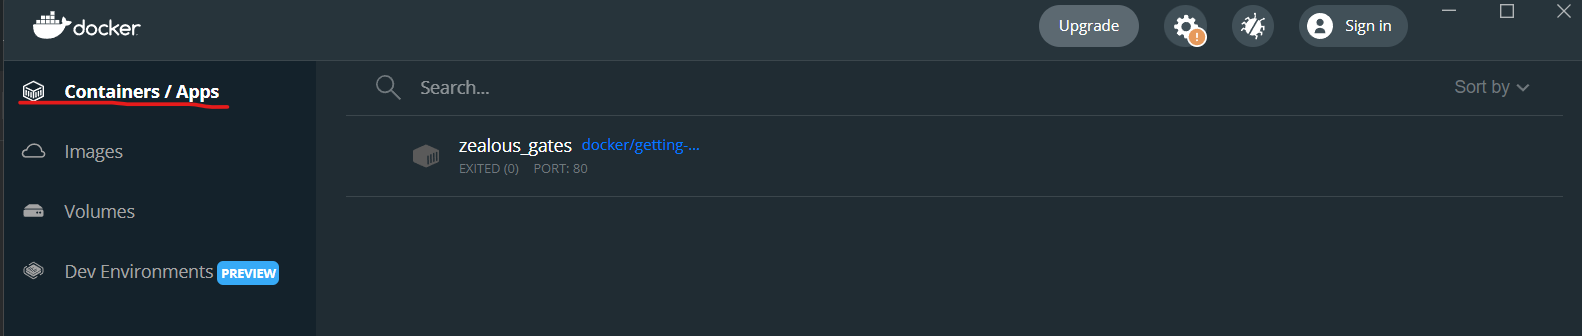 docker
Upgrade
!
Sign in
Containers / Apps
Images
Volumes
Dev Environments PREVIEW
Search...
Sort by
zealous_gates docker/getting-...
EXITED (0) PORT: 80